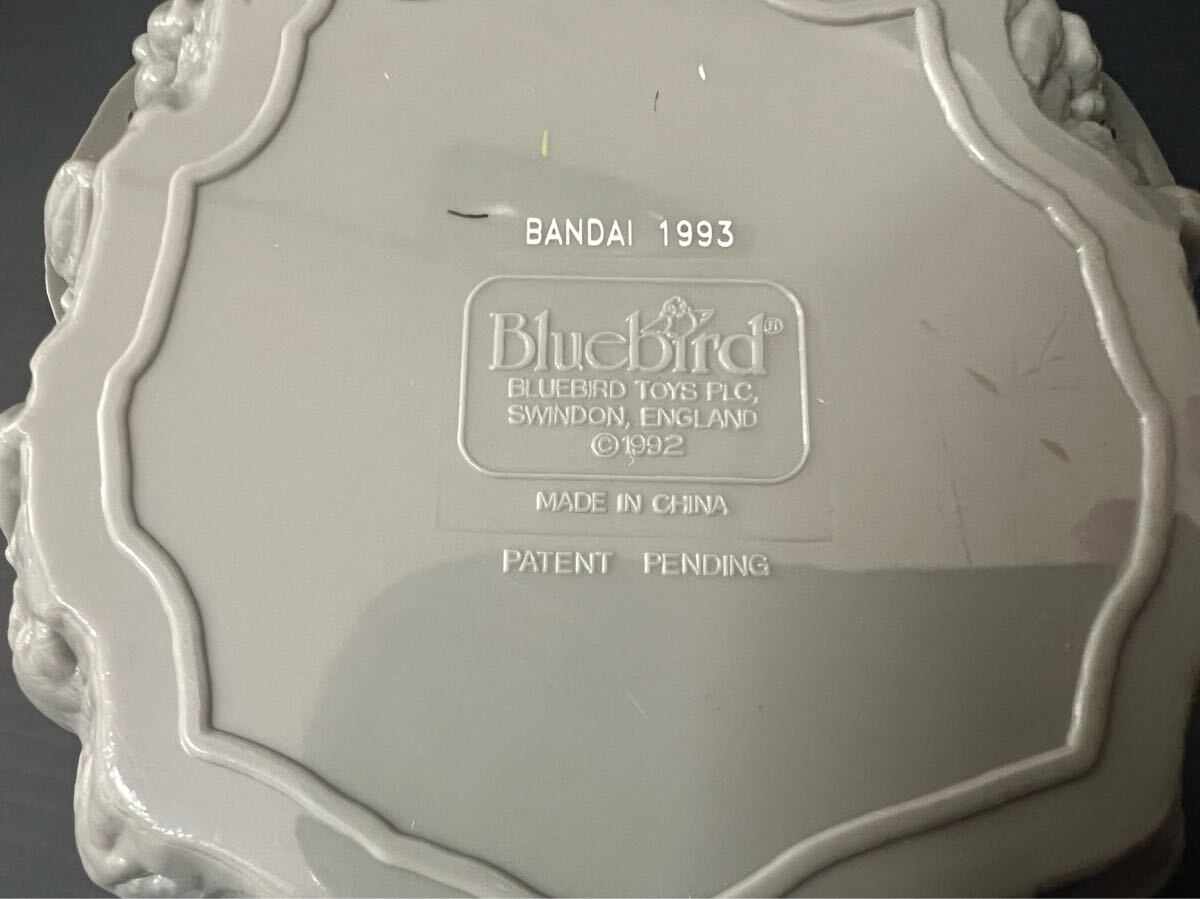 BANDAI 1993
Bluebird®
BLUEBIRD TOYS PLC,
SWINDON, ENGLAND
©1992
MADE IN CHINA
PATENT PENDING